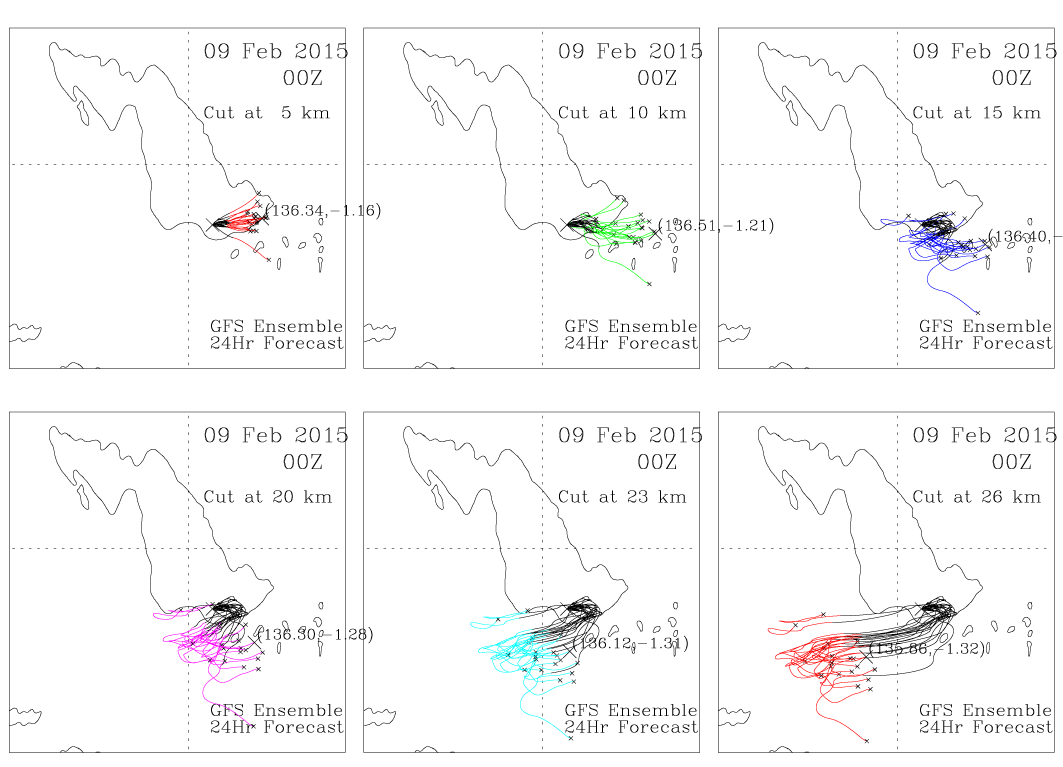 09 Feb 2015
00Z
Cut at 5 km
(136.34,−1.16)
GFS Ensemble
24Hr Forecast
09 Feb 2015
00Z
Cut at 10 km
(136.51,−1.21)
GFS Ensemble
24Hr Forecast
09 Feb 2015
00Z
Cut at 15 km
(136.40,−
GFS Ensemble
24Hr Forecast
09 Feb 2015
00Z
Cut at 20 km
(136.30,−1.28)
GFS Ensemble
24Hr Forecast
09 Feb 2015
00Z
Cut at 23 km
(136.12,−1.31)
GFS Ensemble
24Hr Forecast
09 Feb 2015
00Z
Cut at 26 km
(135.86,−1.32)
GFS Ensemble
24Hr Forecast